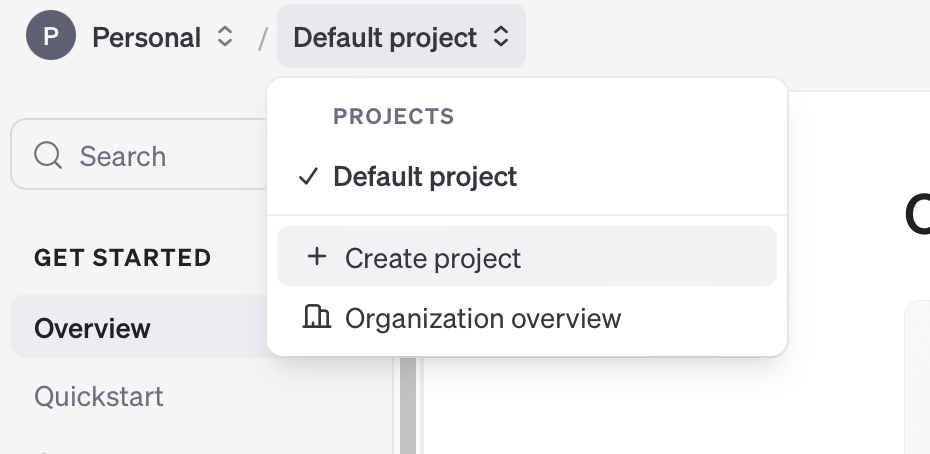 P Personal / Default project
PROJECTS
Default project
Search
Create project
GET STARTED
Organization overview
Overview
Quickstart